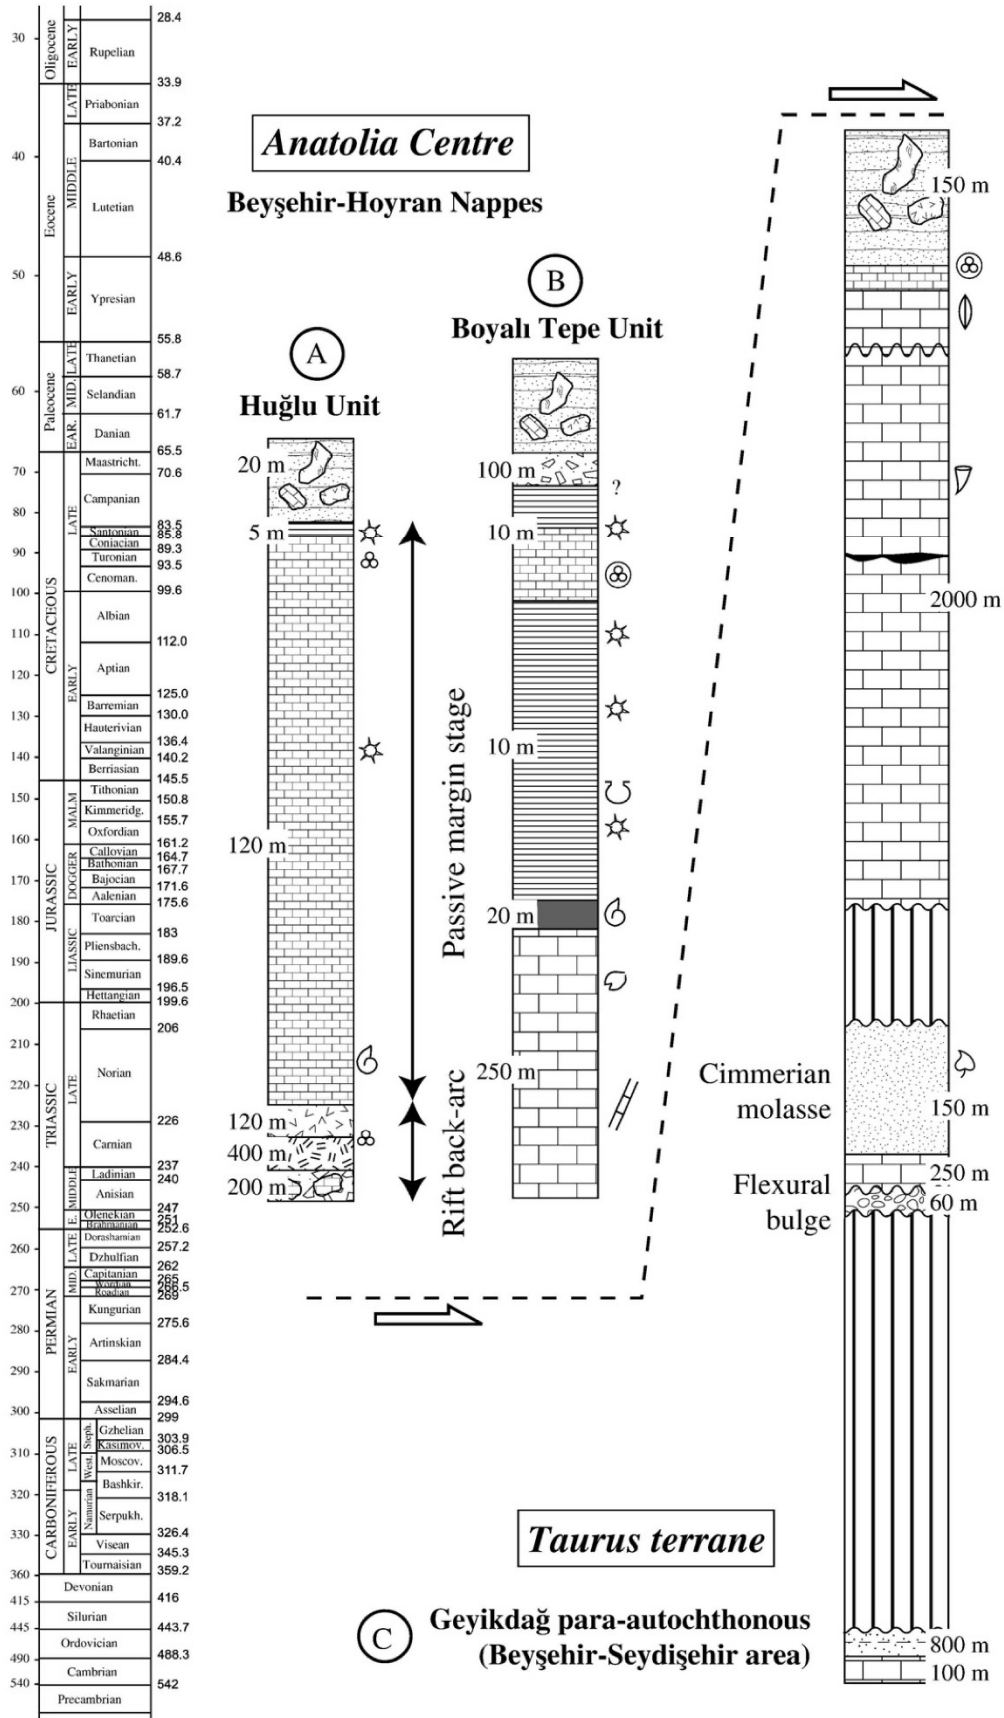 28.4
30
Oligocene
EARLY
Rupelian
33.9
LATE
Priabonian
37.2
Bartonian
40
40.4
Eocene
MIDDLE
Lutetian
48.6
50
EARLY
Ypresian
55.8
LATE
Thanetian
58.7
60
Paleocene
MID.
Selandian
61.7
EAR.
Danian
65.5
Maastricht.
70
70.6
Campanian
80
83.5
LATE
Santonian
85.8
Coniacian
89.3
90
Turonian
93.5
Cenoman.
99.6
100
CRETACEOUS
Albian
110
112.0
Aptian
120
EARLY
125.0
Barremian
130
130.0
Hauterivian
136.4
Valanginian
140
140.2
Berriasian
145.5
150
Tithonian
150.8
MALM
Kimmeridg.
155.7
160
Oxfordian
161.2
Callovian
164.7
Bathonian
167.7
DOGGER
Bajocian
170
171.6
Aalenian
175.6
JURASSIC
180
Toarcian
183
LIASSIC
Pliensbach.
189.6
190
Sinemurian
196.5
Hettangian
200
199.6
Rhaetian
206
210
Norian
220
LATE
226
TRIASSIC
230
Carnian
237
240
Ladinian
240
MIDDLE
Anisian
247
250
E.
Olenekian
251
Brahmanian
252.6
Dorashamian
257.2
260
LATE
Dzhulfian
262
Capitanian
265
MID.
Wordian
266.5
270
Roadian
269
Kungurian
275.6
280
PERMIAN
Artinskian
284.4
EARLY
290
Sakmarian
294.6
300
Asselian
299
Steph.
Gzhelian
303.9
Kasimov.
306.5
310
LATE
West.
Moscov.
311.7
Bashkir.
318.1
320
CARBONIFEROUS
Namurian
Serpukh.
326.4
330
EARLY
Visean
345.3
Tournaisian
359.2
360
Devonian
415
416
Silurian
445
443.7
Ordovician
490
488.3
Cambrian
540
542
Precambrian
Anatolia Centre
Beyşehir-Hoyran Nappes
A
Huğlu Unit
20 m
5 m
120 m
120 m
400 m
200 m
Passive margin stage
Rift back-arc
B
Boyalı Tepe Unit
100 m
?
10 m
10 m
20 m
250 m
150 m
2000 m
Cimmerian
molasse
150 m
250 m
Flexural
bulge
60 m
800 m
100 m
Taurus terrane
C
Geyikdağ para-autochthonous
(Beyşehir-Seydişehir area)